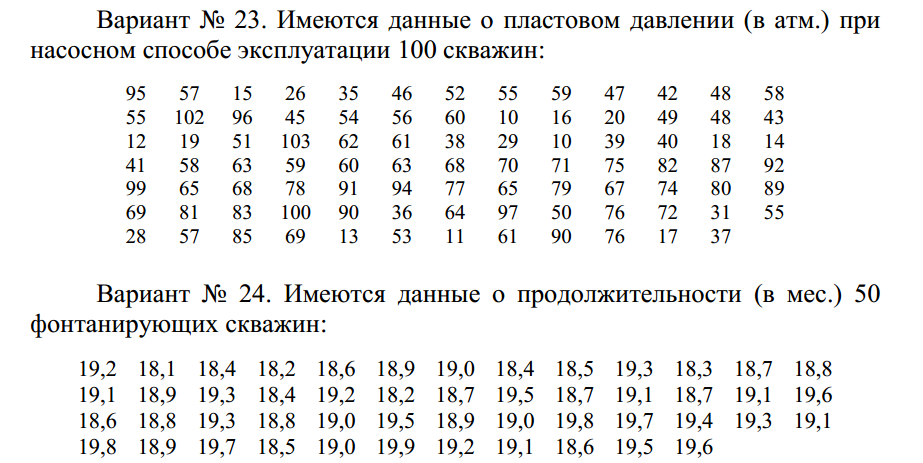 Вариант № 23. Имеются данные о пластовом давлении (в атм.) при
насосном способе эксплуатации 100 скважин:
95 57 15 26 35 46 52 55 59 47 42 48 58
55 102 96 45 54 56 60 10 16 20 49 48 43
12 19 51 103 62 61 38 29 10 39 40 18 14
41 58 63 59 60 63 68 70 71 75 82 87 92
99 65 68 78 91 94 77 65 79 67 74 80 89
69 81 83 100 90 36 64 97 50 76 72 31 55
28 57 85 69 13 53 11 61 90 76 17 37
Вариант № 24. Имеются данные о продолжительности (в мес.) 50
фонтанирующих скважин:
19,2 18,1 18,4 18,2 18,6 18,9 19,0 18,4 18,5 19,3 18,3 18,7 18,8
19,1 18,9 19,3 18,4 19,2 18,2 18,7 19,5 18,7 19,1 18,7 19,1 19,6
18,6 18,8 19,3 18,8 19,0 19,5 18,9 19,0 19,8 19,7 19,4 19,3 19,1
19,8 18,9 19,7 18,5 19,0 19,9 19,2 19,1 18,6 19,5 19,6